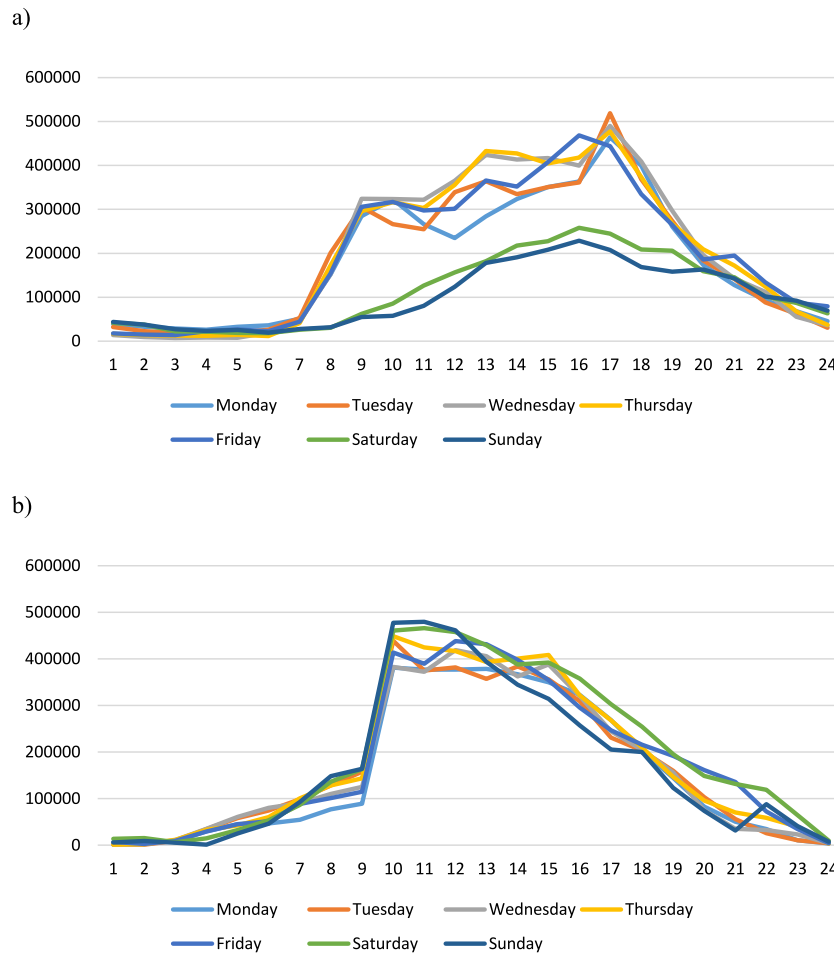 a)
600000
500000
400000
300000
200000
100000
0
1 2 3 4 5 6 7 8 9 10 11 12 13 14 15 16 17 18 19 20 21 22 23 24
Monday Tuesday Wednesday Thursday
Friday Saturday Sunday
b)
600000
500000
400000
300000
200000
100000
0
1 2 3 4 5 6 7 8 9 10 11 12 13 14 15 16 17 18 19 20 21 22 23 24
Monday Tuesday Wednesday Thursday
Friday Saturday Sunday